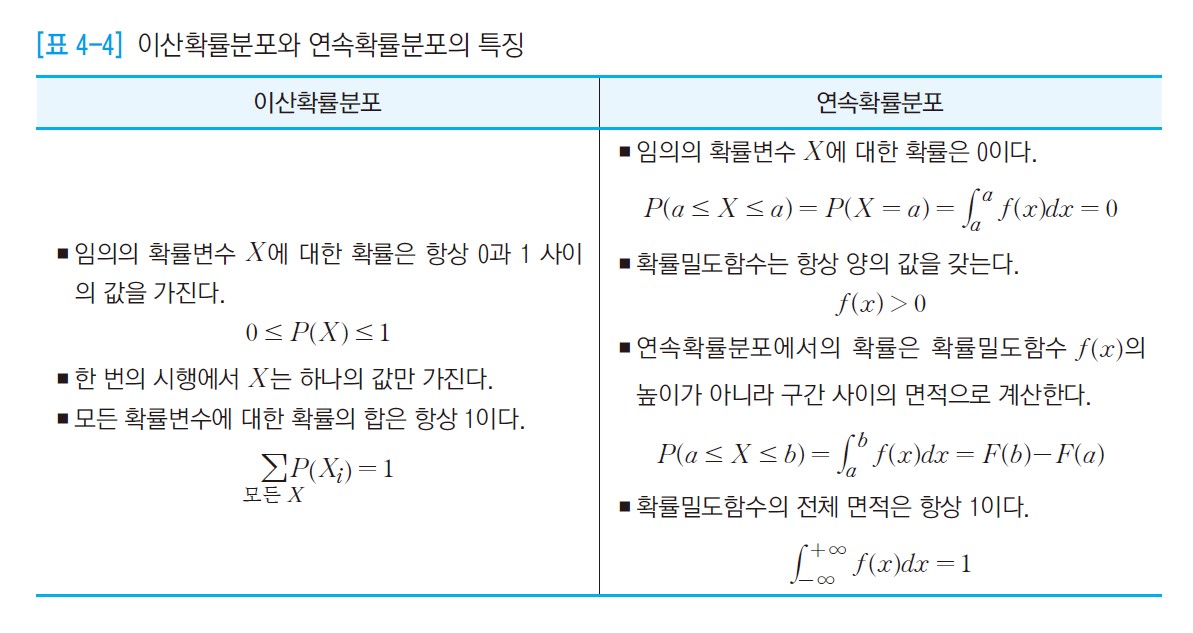 [표 4-4] 이산확률분포와 연속확률분포의 특징
이산확률분포
■ 임의의 확률변수 X에 대한 확률은 항상 0과 1 사이
의 값을 가진다.
0 ≤ P(X) ≤ 1
■ 한 번의 시행에서 X는 하나의 값만 가진다.
■ 모든 확률변수에 대한 확률의 합은 항상 1이다.
∑P(Xᵢ) = 1
모든 X
연속확률분포
■ 임의의 확률변수 X에 대한 확률은 0이다.
P(a ≤ X ≤ a) = P(X = a) = ∫ₐᵃ f(x)dx = 0
■ 확률밀도함수는 항상 양의 값을 갖는다.
f(x) > 0
■ 연속확률분포에서의 확률은 확률밀도함수 f(x)의
높이가 아니라 구간 사이의 면적으로 계산한다.
P(a ≤ X ≤ b) = ∫ₐᵇ f(x)dx = F(b) − F(a)
■ 확률밀도함수의 전체 면적은 항상 1이다.
∫₋∞⁺∞ f(x)dx = 1